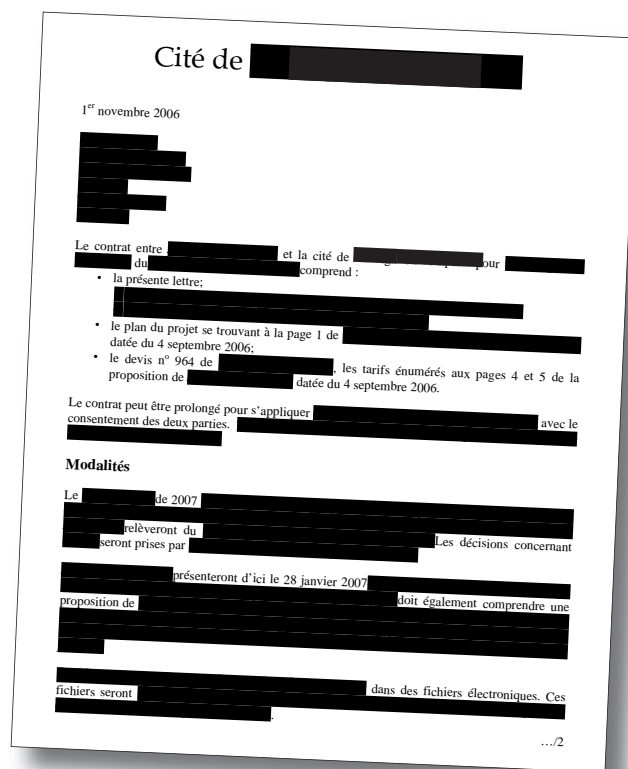 Cité de
1er novembre 2006
Le contrat entre et la cité de pour
du comprend :
• la présente lettre;
• le plan du projet se trouvant à la page 1 de
datée du 4 septembre 2006;
• le devis no 964 de , les tarifs énumérés aux pages 4 et 5 de la
proposition de datée du 4 septembre 2006.
Le contrat peut être prolongé pour s’appliquer avec le
consentement des deux parties.
Modalités
Le de 2007
relèveront du Les décisions concernant
seront prises par
présenteront d’ici le 28 janvier 2007
proposition de doit également comprendre une
dans des fichiers électroniques. Ces
fichiers seront
.
…/2